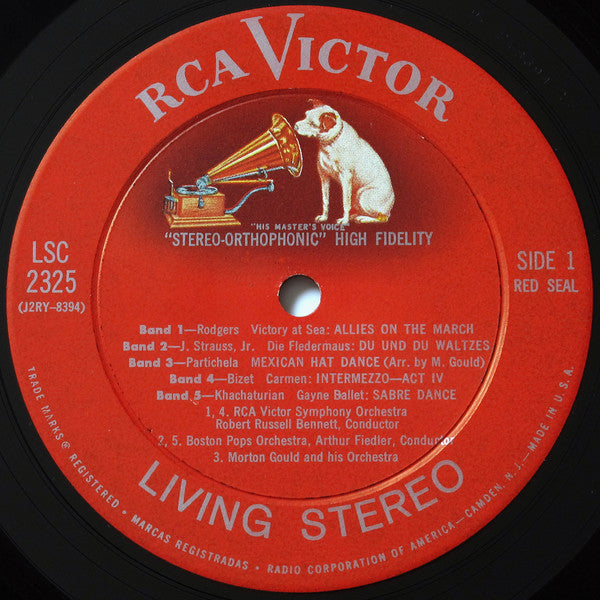 RCA VICTOR
"HIS MASTER'S VOICE"
"STEREO-ORTHOPHONIC" HIGH FIDELITY
LSC
2325
(J2RY-8394)
SIDE 1
RED SEAL
Band 1—Rodgers Victory at Sea: ALLIES ON THE MARCH
Band 2—J. Strauss, Jr. Die Fledermaus: DU UND DU WALTZES
Band 3—Partichela MEXICAN HAT DANCE (Arr. by M. Gould)
Band 4—Bizet Carmen: INTERMEZZO—ACT IV
Band 5—Khachaturian Gayne Ballet: SABRE DANCE
1, 4. RCA Victor Symphony Orchestra
Robert Russell Bennett, Conductor
2, 5. Boston Pops Orchestra, Arthur Fiedler, Conductor
3. Morton Gould and his Orchestra
LIVING STEREO
TRADE MARKS ® REGISTERED • MARCAS REGISTRADAS • RADIO CORPORATION OF AMERICA—CAMDEN, N.J.—MADE IN U.S.A.